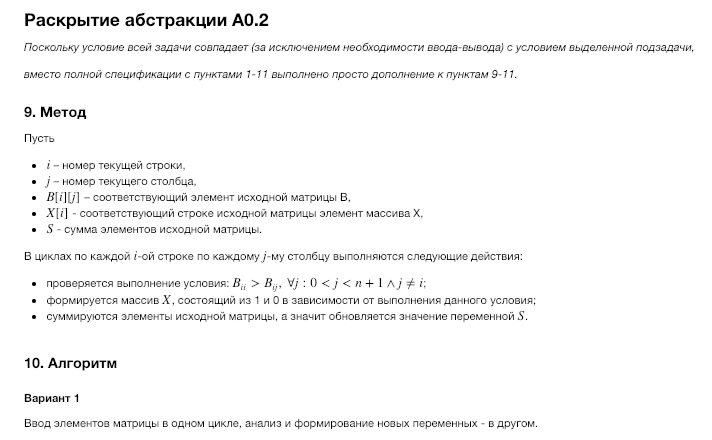 Раскрытие абстракции A0.2
Поскольку условие всей задачи совпадает (за исключением необходимости ввода-вывода) с условием выделенной подзадачи,
вместо полной спецификации с пунктами 1-11 выполнено просто дополнение к пунктам 9-11.
9. Метод
Пусть
• i – номер текущей строки,
• j – номер текущего столбца,
• B[i][j] – соответствующий элемент исходной матрицы B,
• X[i] - соответствующий строке исходной матрицы элемент массива X,
• S - сумма элементов исходной матрицы.
В циклах по каждой i-ой строке по каждому j-му столбцу выполняются следующие действия:
• проверяется выполнение условия: B_ii > B_ij, ∀j : 0 < j < n + 1 ∧ j ≠ i;
• формируется массив X, состоящий из 1 и 0 в зависимости от выполнения данного условия;
• суммируются элементы исходной матрицы, а значит обновляется значение переменной S.
10. Алгоритм
Вариант 1
Ввод элементов матрицы в одном цикле, анализ и формирование новых переменных - в другом.